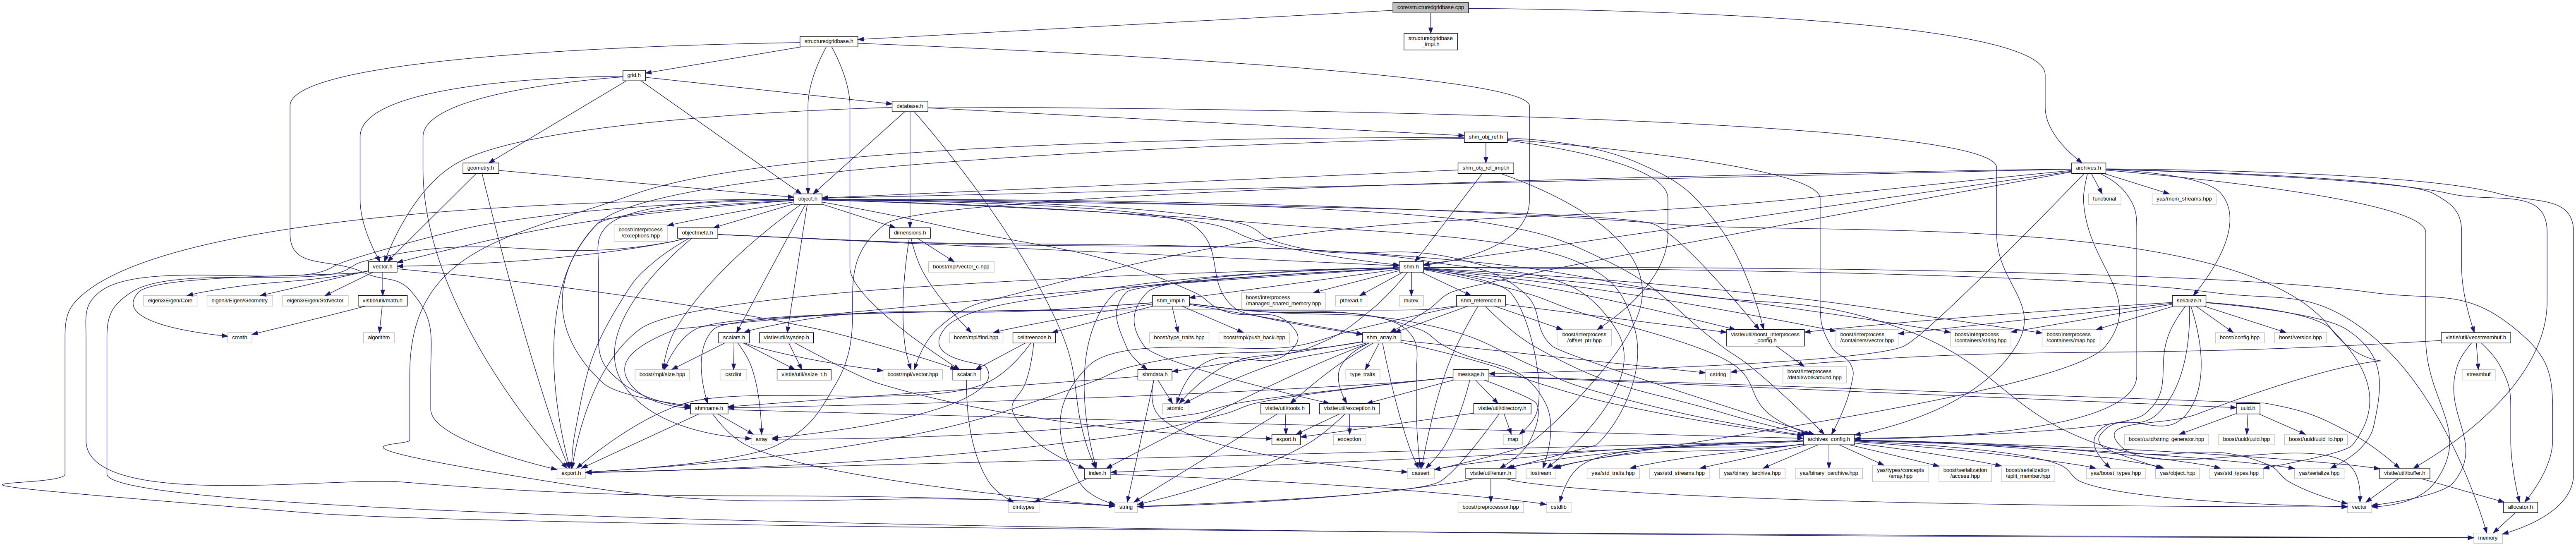 core/structuredgridbase.cpp
structuredgridbase.h
structuredgridbase
_impl.h
grid.h
database.h
shm_obj_ref.h
geometry.h
shm_obj_ref_impl.h
archives.h
object.h
functional
yas/mem_streams.hpp
boost/interprocess
/exceptions.hpp
objectmeta.h
dimensions.h
vector.h
boost/mpl/vector_c.hpp
shm.h
eigen3/Eigen/Core
eigen3/Eigen/Geometry
eigen3/Eigen/StdVector
vistle/util/math.h
shm_impl.h
boost/interprocess
/managed_shared_memory.hpp
pthread.h
mutex
shm_reference.h
serialize.h
cmath
algorithm
scalars.h
vistle/util/sysdep.h
boost/mpl/find.hpp
celltreenode.h
boost/type_traits.hpp
boost/mpl/push_back.hpp
shm_array.h
boost/interprocess
/offset_ptr.hpp
vistle/util/boost_interprocess
_config.h
boost/interprocess
/containers/vector.hpp
boost/interprocess
/containers/string.hpp
boost/interprocess
/containers/map.hpp
boost/config.hpp
boost/version.hpp
vistle/util/vecstreambuf.h
boost/mpl/size.hpp
cstdint
vistle/util/ssize_t.h
boost/mpl/vector.hpp
scalar.h
shmdata.h
type_traits
message.h
cstring
boost/interprocess
/detail/workaround.hpp
streambuf
shmname.h
atomic
vistle/util/tools.h
vistle/util/exception.h
vistle/util/directory.h
uuid.h
array
export.h
exception
map
archives_config.h
boost/uuid/string_generator.hpp
boost/uuid/uuid.hpp
boost/uuid/uuid_io.hpp
export.h
index.h
cassert
vistle/util/enum.h
iostream
yas/std_traits.hpp
yas/std_streams.hpp
yas/binary_iarchive.hpp
yas/binary_oarchive.hpp
yas/types/concepts
/array.hpp
boost/serialization
/access.hpp
boost/serialization
/split_member.hpp
yas/boost_types.hpp
yas/object.hpp
yas/std_types.hpp
yas/serialize.hpp
vistle/util/buffer.h
cinttypes
string
boost/preprocessor.hpp
cstdlib
vector
allocator.h
memory